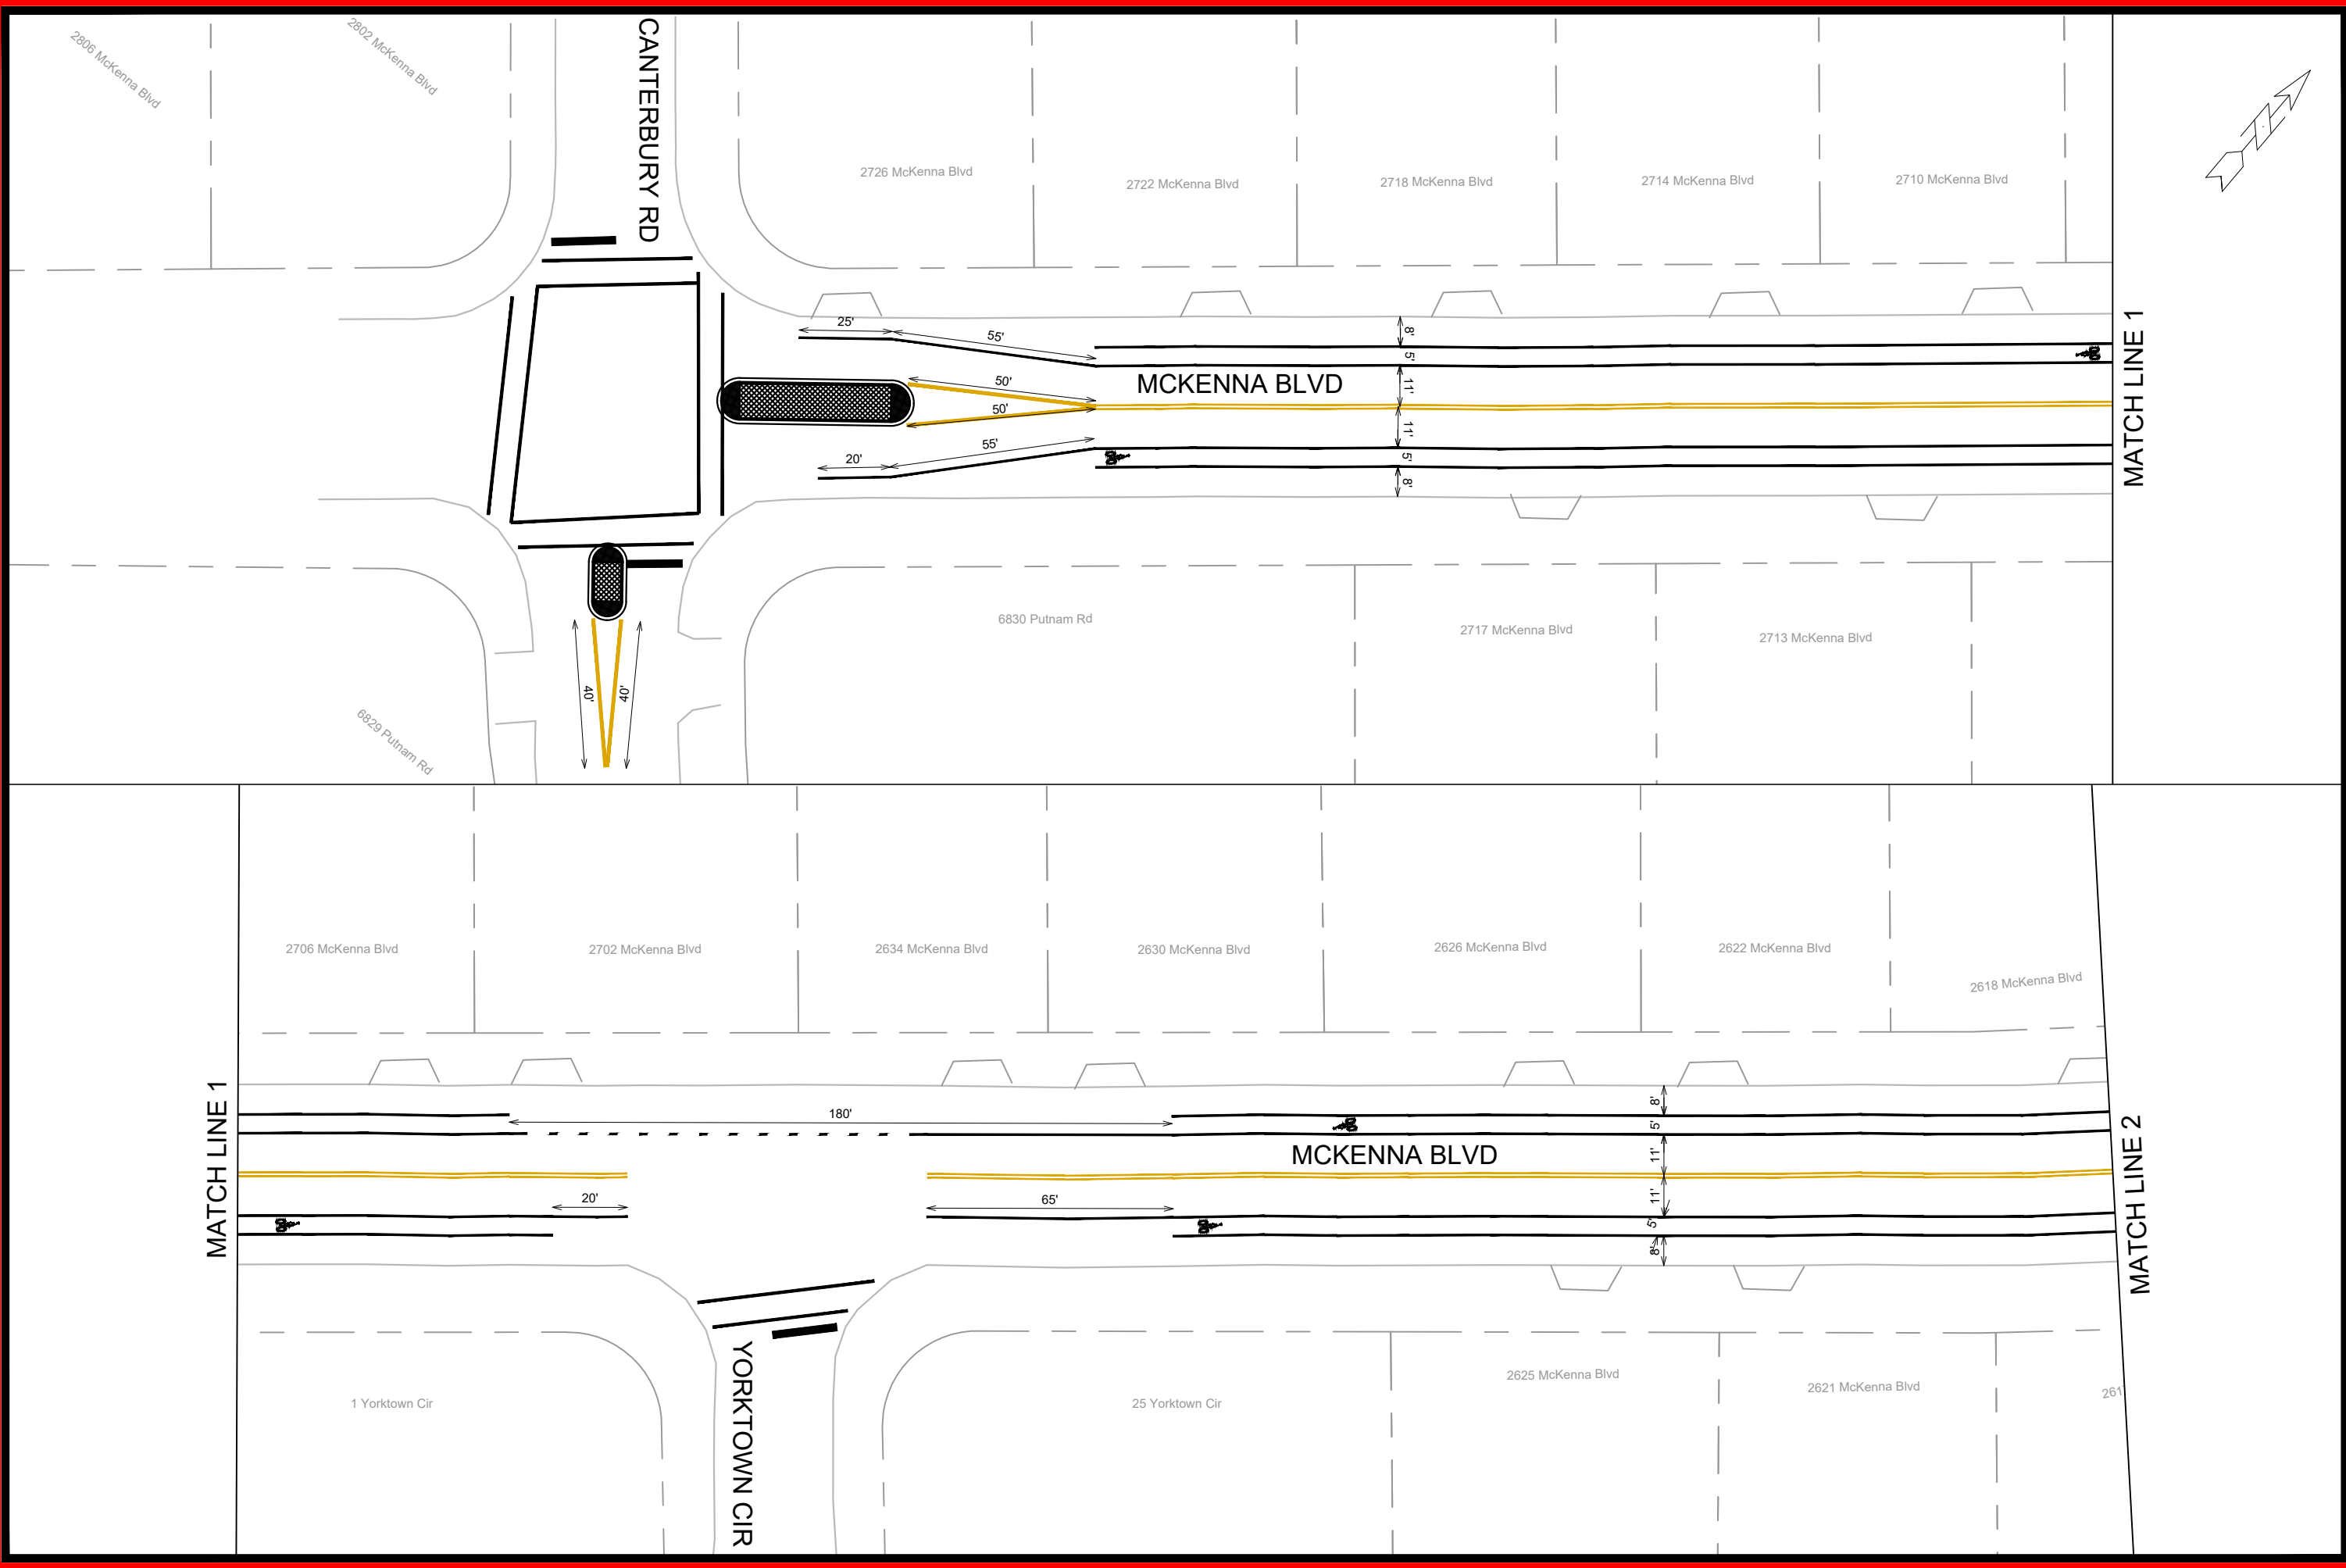 2806 McKenna Blvd
2802 McKenna Blvd
CANTERBURY RD
2726 McKenna Blvd
2722 McKenna Blvd
2718 McKenna Blvd
2714 McKenna Blvd
2710 McKenna Blvd
N
25'
55'
8'
5'
50'
MCKENNA BLVD
11'
50'
11'
55'
20'
5'
8'
MATCH LINE 1
6830 Putnam Rd
2717 McKenna Blvd
2713 McKenna Blvd
40'
40'
6829 Putnam Rd
2706 McKenna Blvd
2702 McKenna Blvd
2634 McKenna Blvd
2630 McKenna Blvd
2626 McKenna Blvd
2622 McKenna Blvd
2618 McKenna Blvd
MATCH LINE 1
180'
8'
5'
MCKENNA BLVD
11'
20'
65'
11'
5'
8'
MATCH LINE 2
YORKTOWN CIR
1 Yorktown Cir
25 Yorktown Cir
2625 McKenna Blvd
2621 McKenna Blvd
261